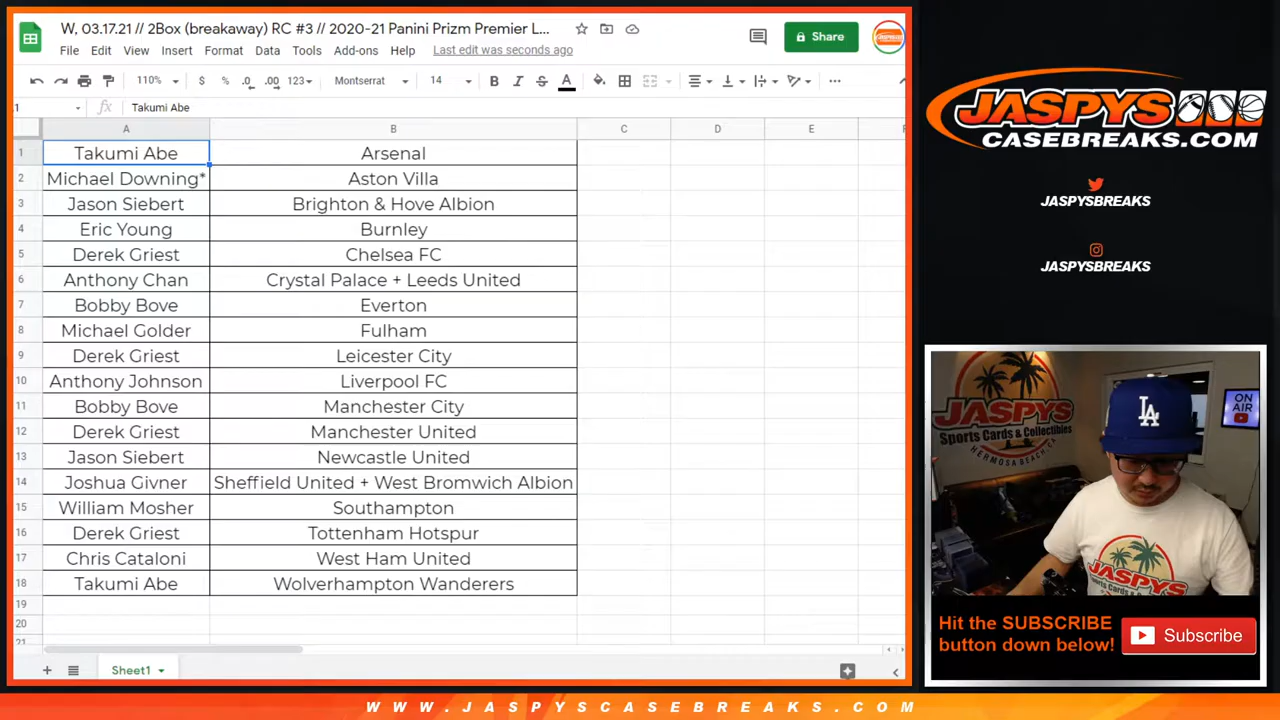 W, 03.17.21 // 2Box (breakaway) RC #3 // 2020-21 Panini Prizm Premier L...
File Edit View Insert Format Data Tools Add-ons Help Last edit was seconds ago
Share
110% $ % .0 .00 123 Montserrat 14 B I S A
1 fx Takumi Abe
A B C D E F
1 Takumi Abe Arsenal
2 Michael Downing* Aston Villa
3 Jason Siebert Brighton & Hove Albion
4 Eric Young Burnley
5 Derek Griest Chelsea FC
6 Anthony Chan Crystal Palace + Leeds United
7 Bobby Bove Everton
8 Michael Golder Fulham
9 Derek Griest Leicester City
10 Anthony Johnson Liverpool FC
11 Bobby Bove Manchester City
12 Derek Griest Manchester United
13 Jason Siebert Newcastle United
14 Joshua Givner Sheffield United + West Bromwich Albion
15 William Mosher Southampton
16 Derek Griest Tottenham Hotspur
17 Chris Cataloni West Ham United
18 Takumi Abe Wolverhampton Wanderers
19
20
21
Sheet1
JASPYS
CASEBREAKS.COM
JASPYSBREAKS
JASPYSBREAKS
JASPYS
Sports Cards & Collectibles
HERMOSA BEACH, CA
ON AIR
LA
JASPYS
Hit the SUBSCRIBE
button down below!
Subscribe
WWW.JASPYSCASEBREAKS.COM